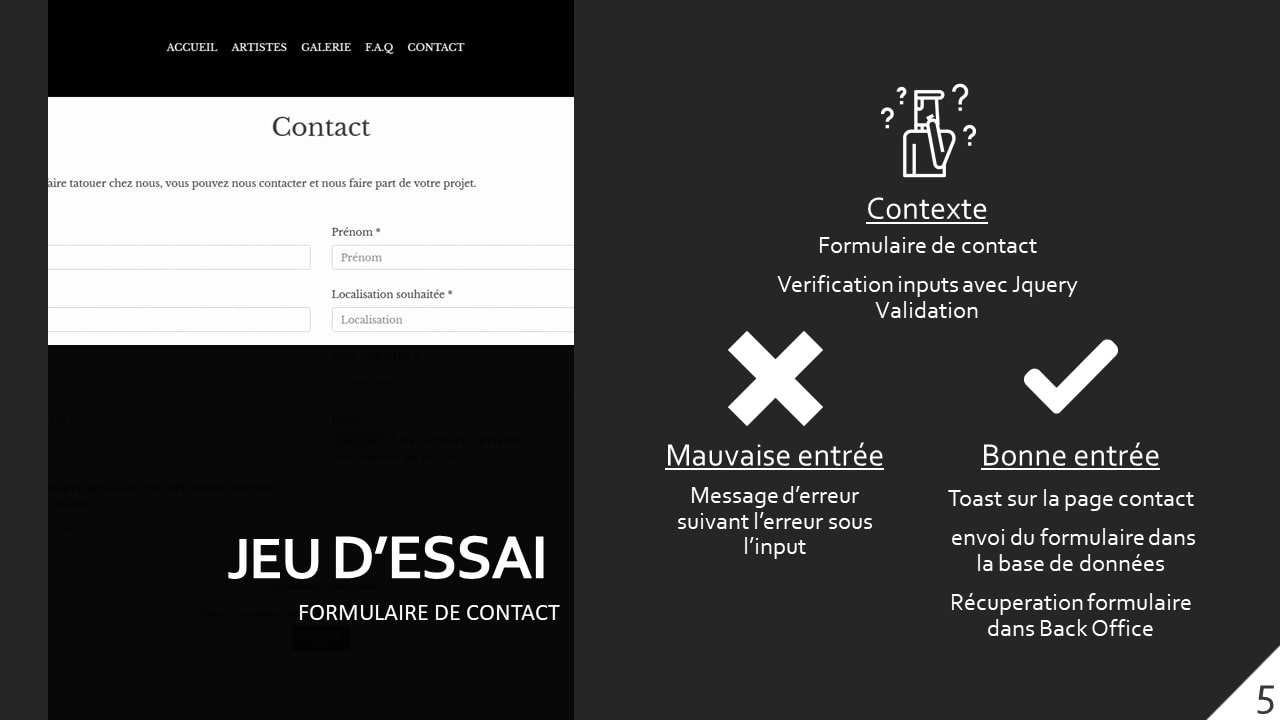 ACCUEIL ARTISTES GALERIE F.A.Q CONTACT
Contact
aire tatouer chez nous, vous pouvez nous contacter et nous faire part de votre projet.
Prénom *
Prénom
Localisation souhaitée *
Localisation
JEU D’ESSAI
FORMULAIRE DE CONTACT
Contexte
Formulaire de contact
Verification inputs avec Jquery
Validation
Mauvaise entrée
Message d’erreur
suivant l’erreur sous
l’input
Bonne entrée
Toast sur la page contact
envoi du formulaire dans
la base de données
Récuperation formulaire
dans Back Office
5